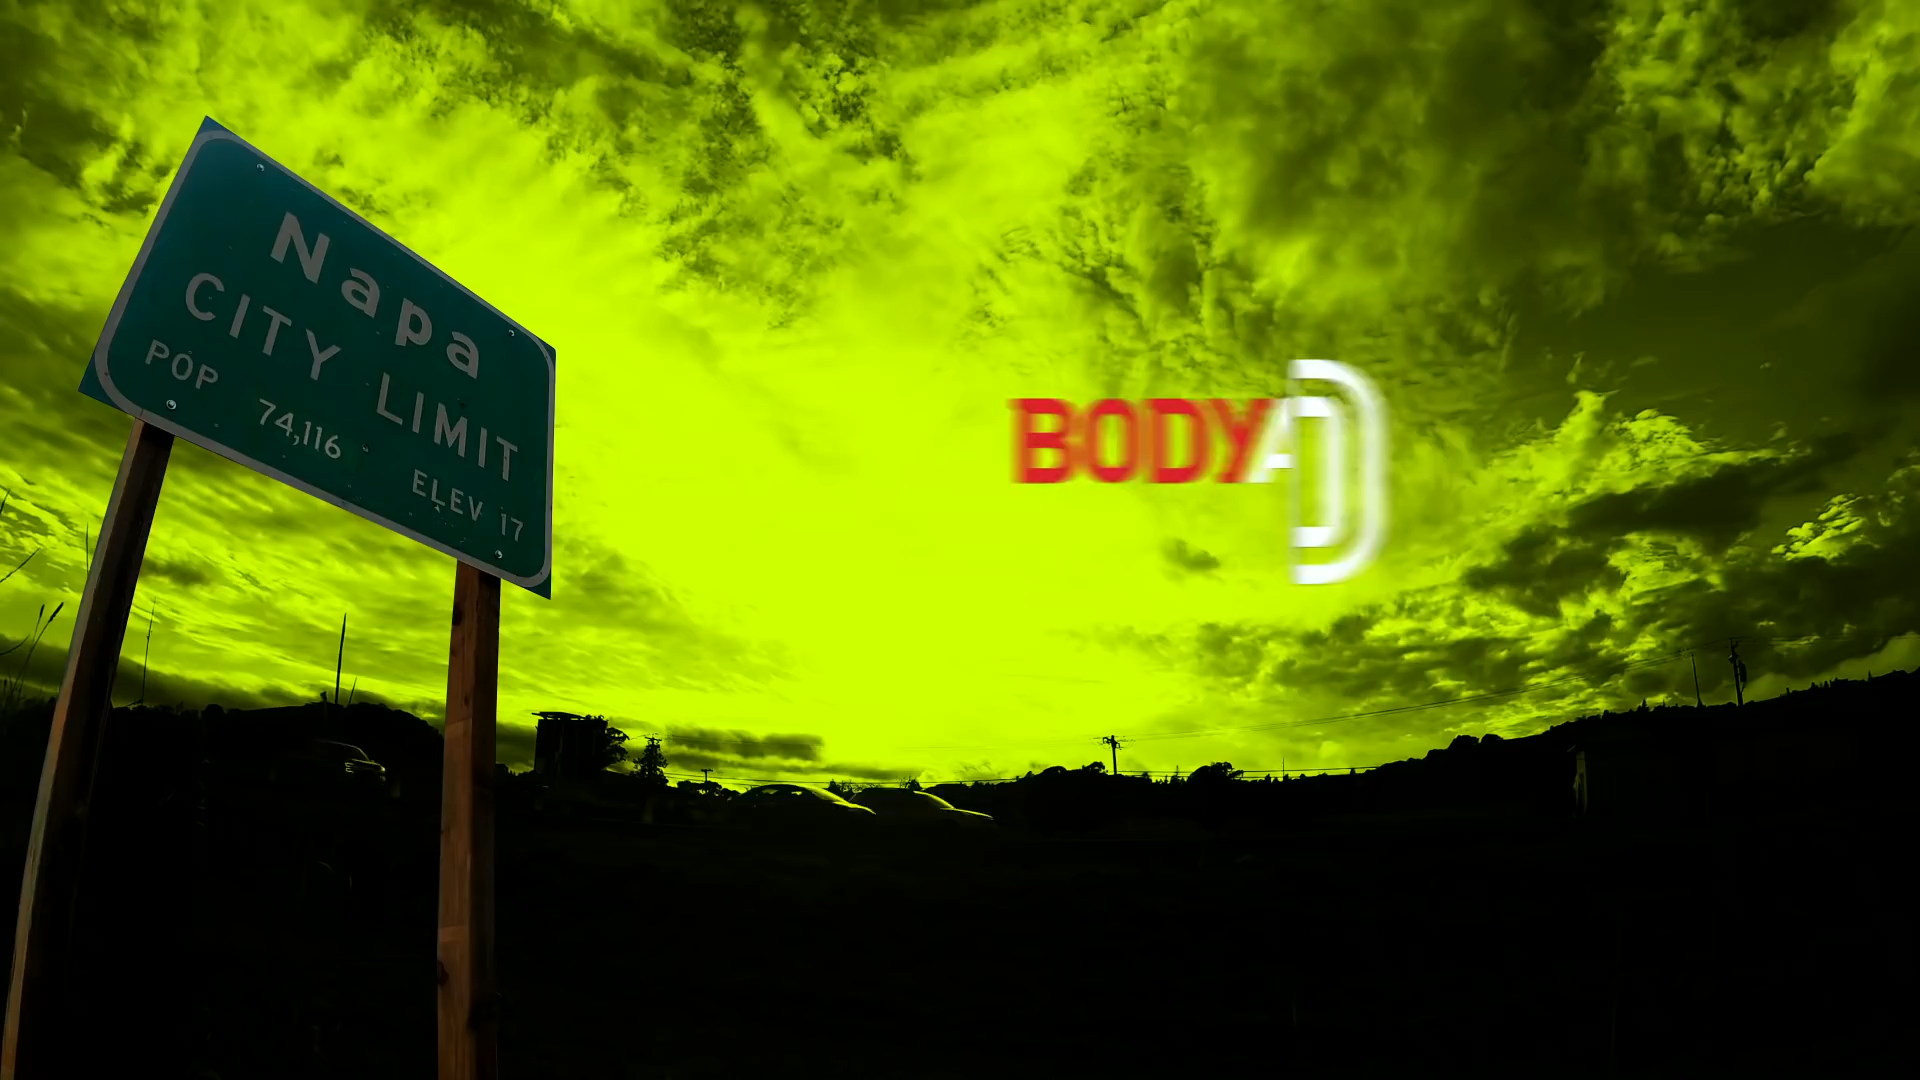 Napa
CITY LIMIT
POP 74,116
ELEV 17
BODY